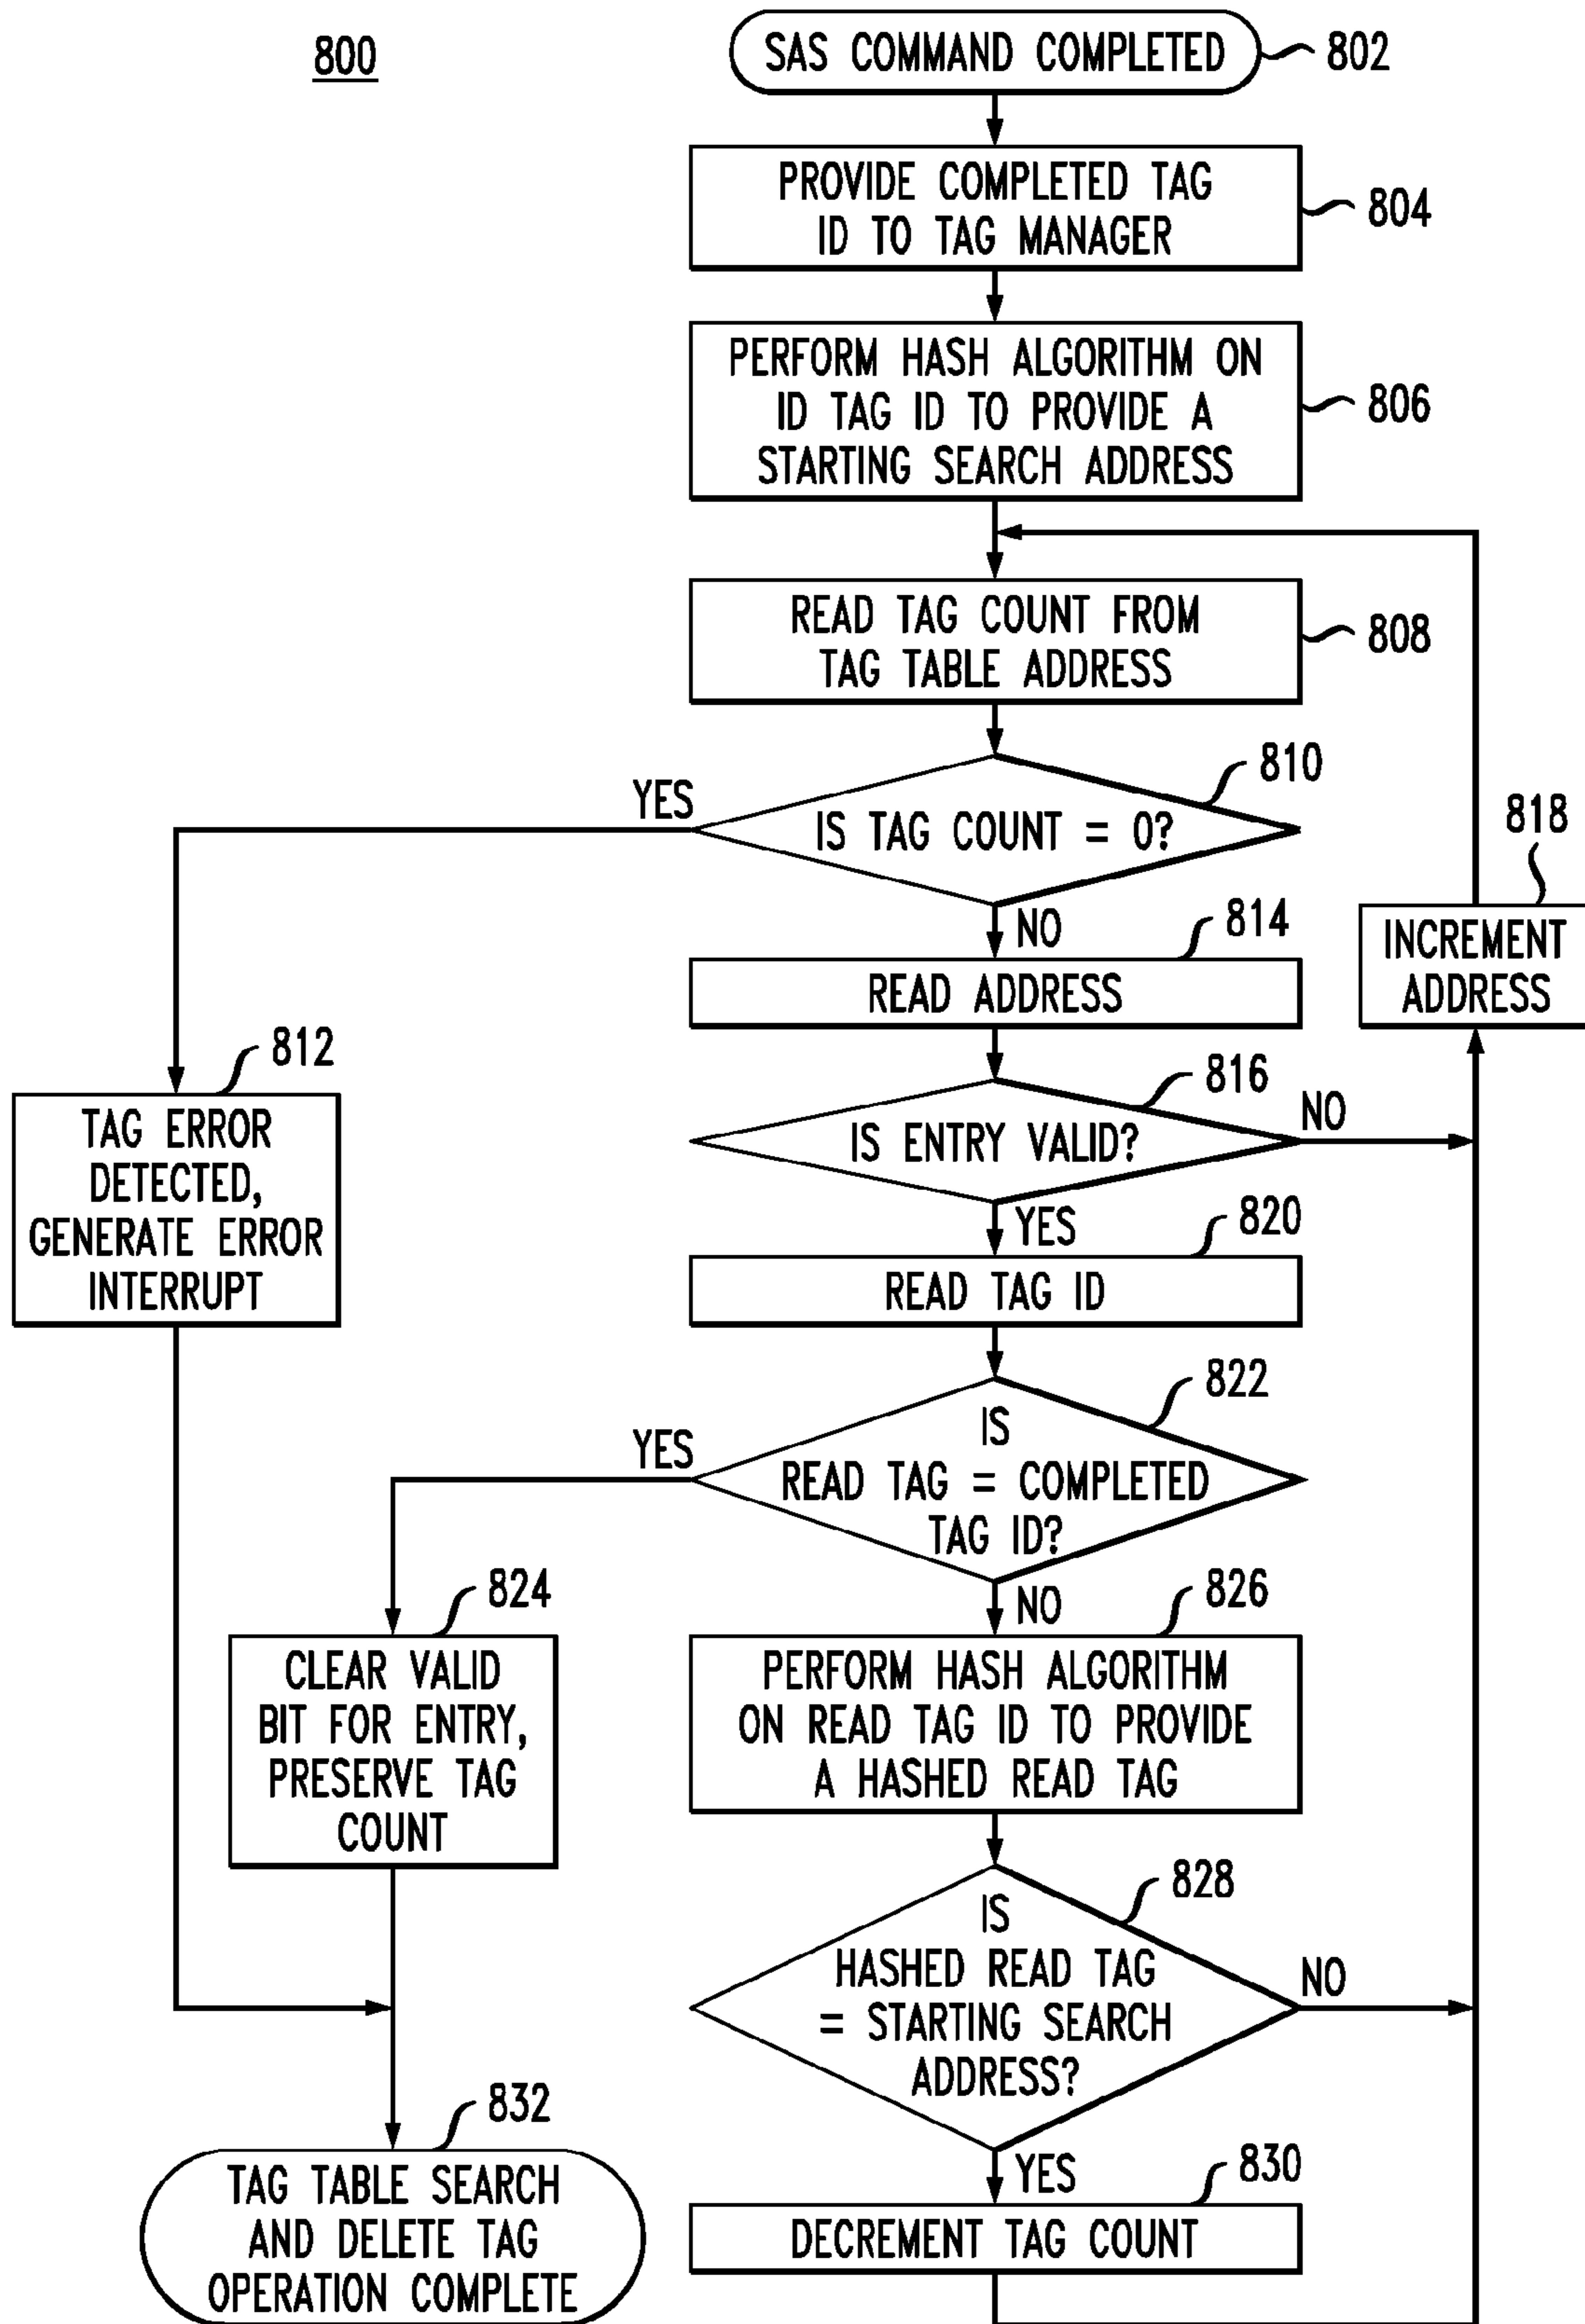 800
SAS COMMAND COMPLETED
802
PROVIDE COMPLETED TAG
ID TO TAG MANAGER
804
PERFORM HASH ALGORITHM ON
ID TAG ID TO PROVIDE A
STARTING SEARCH ADDRESS
806
READ TAG COUNT FROM
TAG TABLE ADDRESS
808
810
YES
IS TAG COUNT = 0?
818
NO
814
INCREMENT
ADDRESS
READ ADDRESS
812
TAG ERROR
DETECTED,
GENERATE ERROR
INTERRUPT
816
IS ENTRY VALID?
NO
YES
820
READ TAG ID
822
YES
IS
READ TAG = COMPLETED
TAG ID?
824
CLEAR VALID
BIT FOR ENTRY,
PRESERVE TAG
COUNT
NO
826
PERFORM HASH ALGORITHM
ON READ TAG ID TO PROVIDE
A HASHED READ TAG
828
IS
HASHED READ TAG
= STARTING SEARCH
ADDRESS?
NO
832
TAG TABLE SEARCH
AND DELETE TAG
OPERATION COMPLETE
YES
830
DECREMENT TAG COUNT